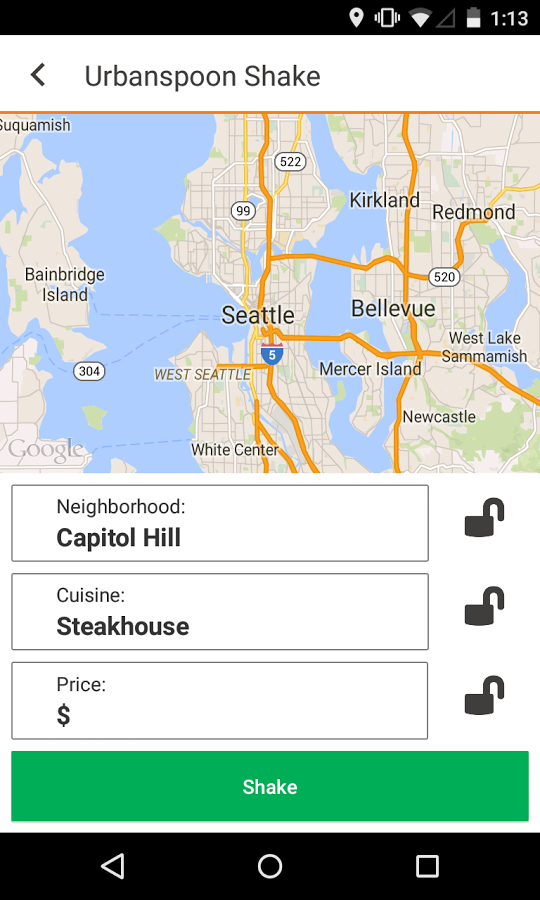 1:13
Urbanspoon Shake
Suquamish
522
99
Kirkland
Redmond
Bainbridge
Island
520
Seattle
Bellevue
5
West Lake
Sammamish
304
WEST SEATTLE
Mercer Island
Newcastle
Google
White Center
Neighborhood:
Capitol Hill
Cuisine:
Steakhouse
Price:
$
Shake